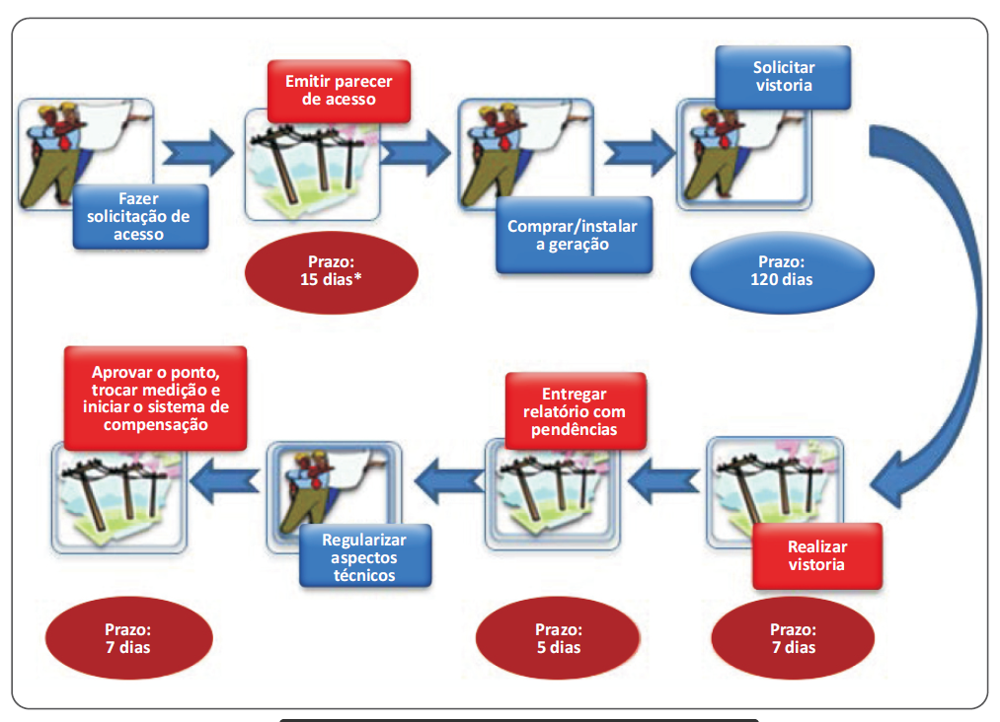 Fazer
solicitação de
acesso
Emitir parecer
de acesso
Prazo:
15 dias*
Comprar/instalar
a geração
Solicitar
vistoria
Prazo:
120 dias
Realizar
vistoria
Prazo:
7 dias
Entregar
relatório com
pendências
Prazo:
5 dias
Regularizar
aspectos
técnicos
Aprovar o ponto,
trocar medição e
iniciar o sistema de
compensação
Prazo:
7 dias